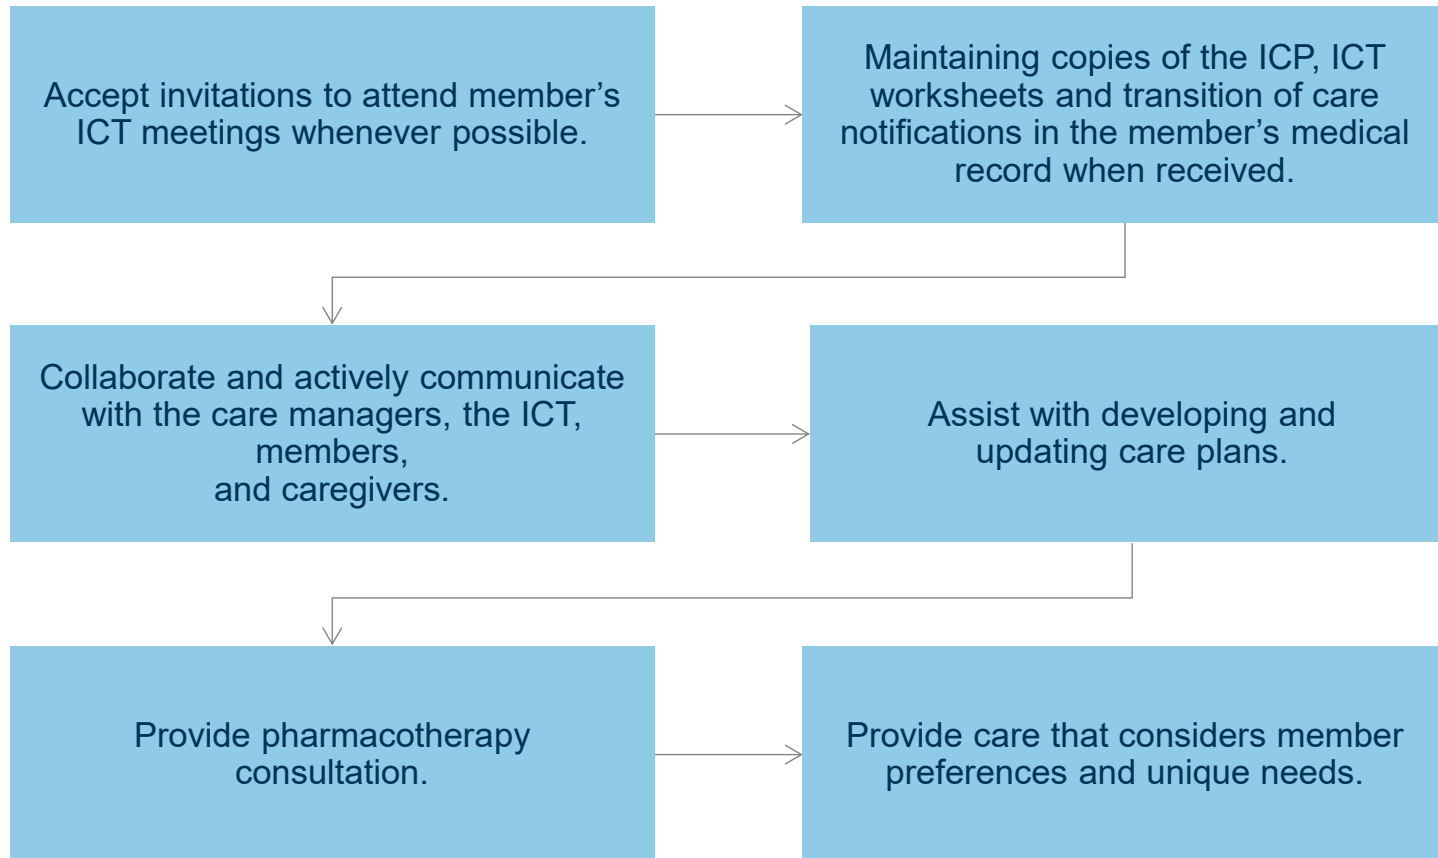 Accept invitations to attend member’s
ICT meetings whenever possible.
Maintaining copies of the ICP, ICT
worksheets and transition of care
notifications in the member’s medical
record when received.
Collaborate and actively communicate
with the care managers, the ICT,
members,
and caregivers.
Assist with developing and
updating care plans.
Provide pharmacotherapy
consultation.
Provide care that considers member
preferences and unique needs.